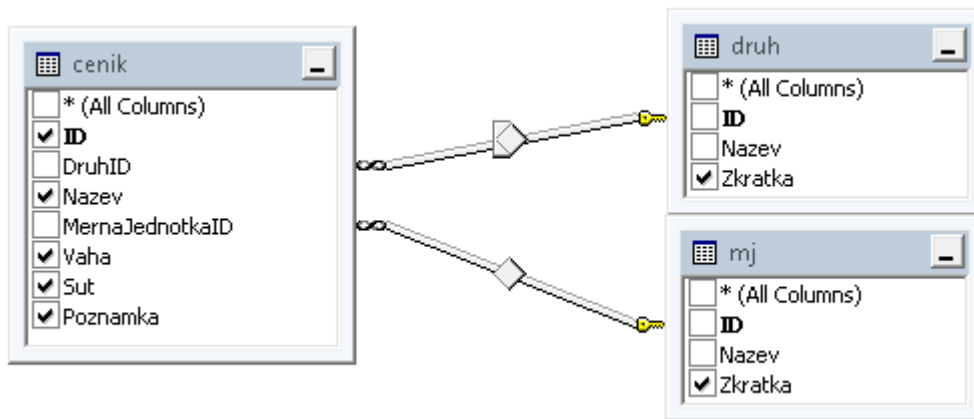 cenik
* (All Columns)
ID
DruhID
Nazev
MernaJednotkaID
Vaha
Sut
Poznamka
druh
* (All Columns)
ID
Nazev
Zkratka
mj
* (All Columns)
ID
Nazev
Zkratka